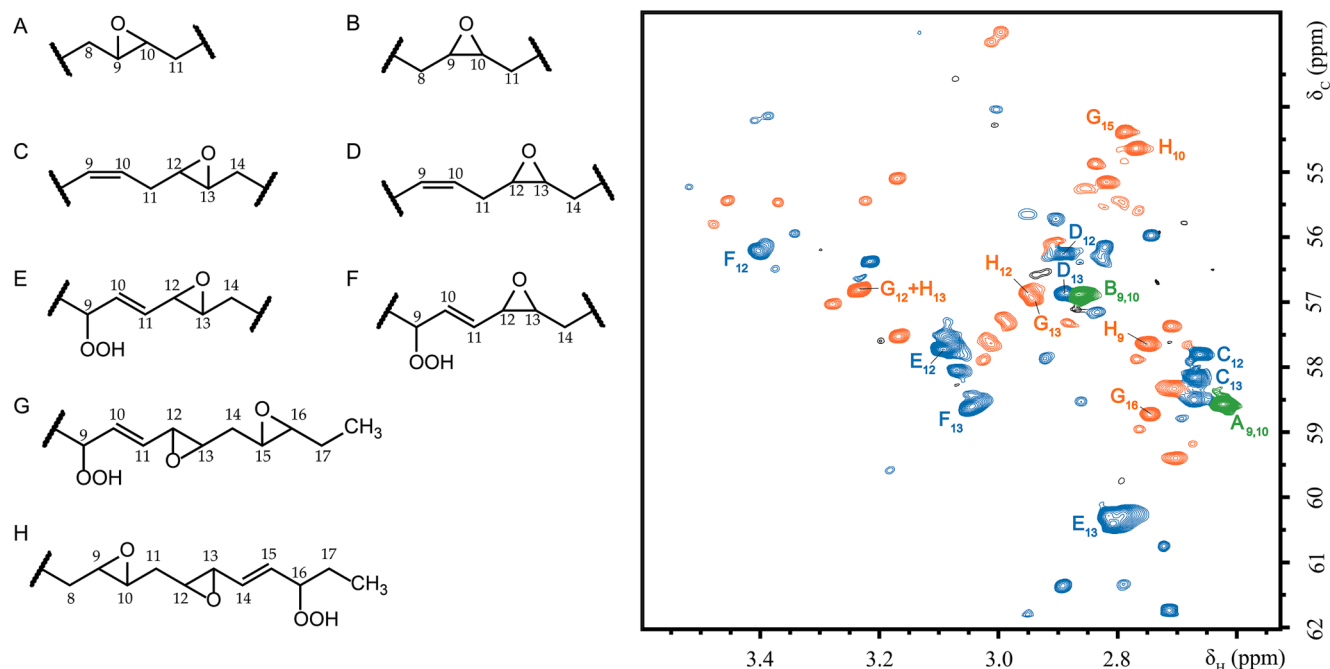 A
O
8
9
10
11
B
O
8
9
10
11
C
O
9
10
11
12
13
14
D
O
9
10
11
12
13
14
E
O
9
10
11
12
13
14
OOH
F
O
9
10
11
12
13
14
OOH
G
9
10
11
12
13
14
15
16
17
O
O
CH3
OOH
H
8
9
10
11
12
13
14
15
16
17
O
O
CH3
OOH
G15
H10
D12
F12
H12
D13
B9,10
G12+H13
G13
H9
E12
C12
C13
F13
G16
A9,10
E13
δC (ppm)
55
56
57
58
59
60
61
62
3.4
3.2
3.0
2.8
δH (ppm)